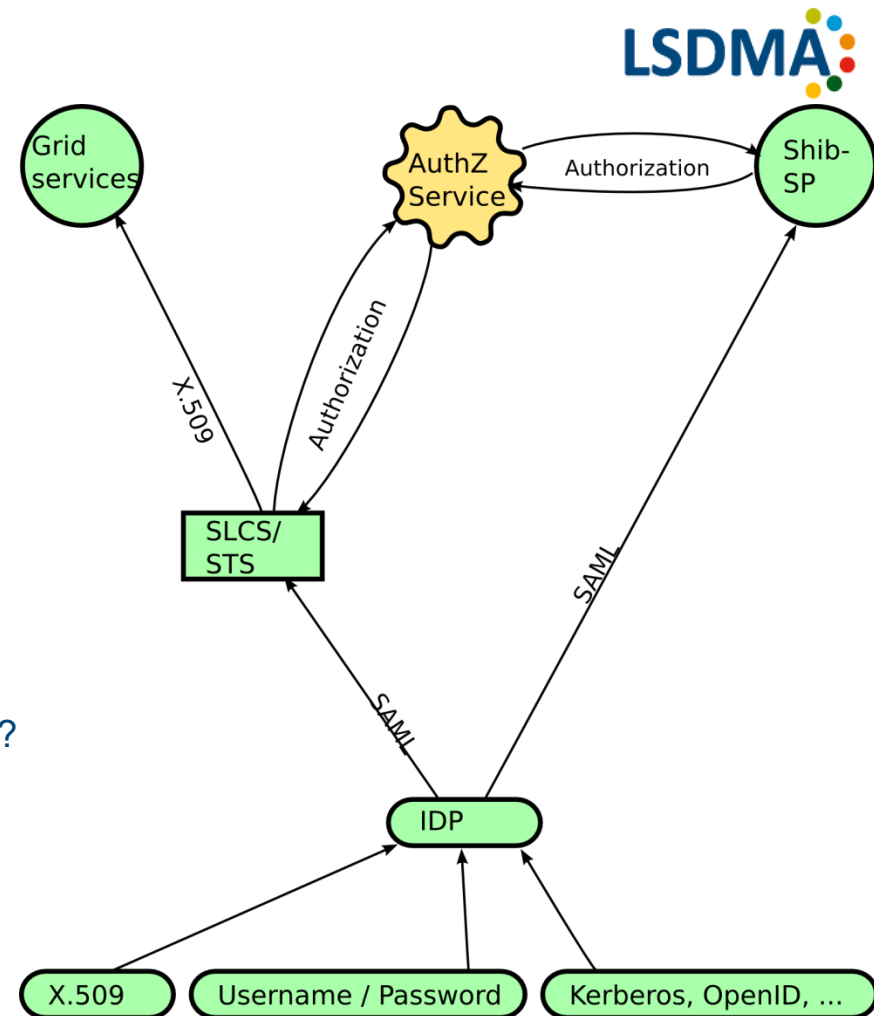 LSDMA
Grid
services
AuthZ
Service
Authorization
Shib-
SP
X.509
Authorization
SLCS/
STS
SAML
SAML
?
IDP
X.509
Username / Password
Kerberos, OpenID, ...